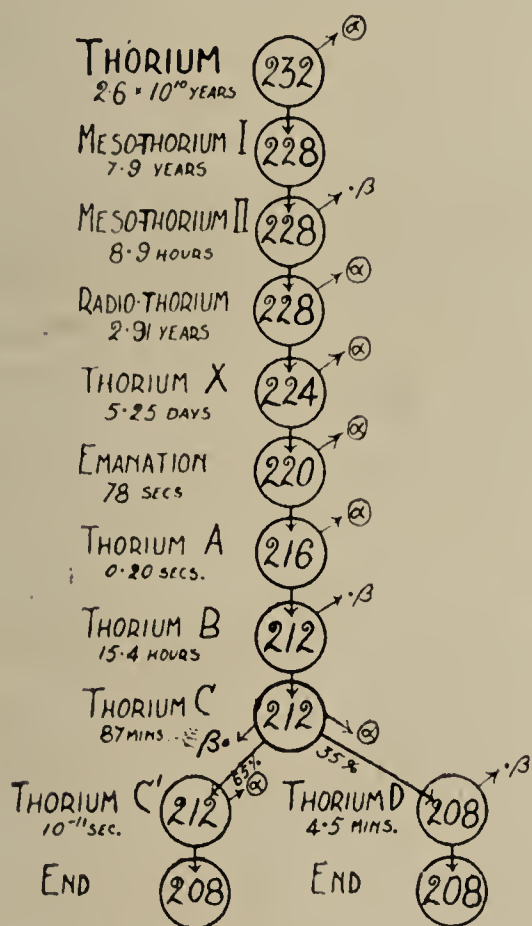 THORIUM 232 α
2·6 × 10¹⁰ YEARS
MESOTHORIUM I 228
7·9 YEARS
MESOTHORIUM II 228 β
8·9 HOURS
RADIO·THORIUM 228 α
2·91 YEARS
THORIUM X 224 α
5·25 DAYS
EMANATION 220 α
78 SECS
THORIUM A 216 α
0·20 SECS.
THORIUM B 212 β
15·4 HOURS
THORIUM C 212 α
87 MINS. β
65% 35%
THORIUM C' 212 α THORIUM D 208 β
10⁻¹¹ SEC. 4·5 MINS.
END 208 END 208